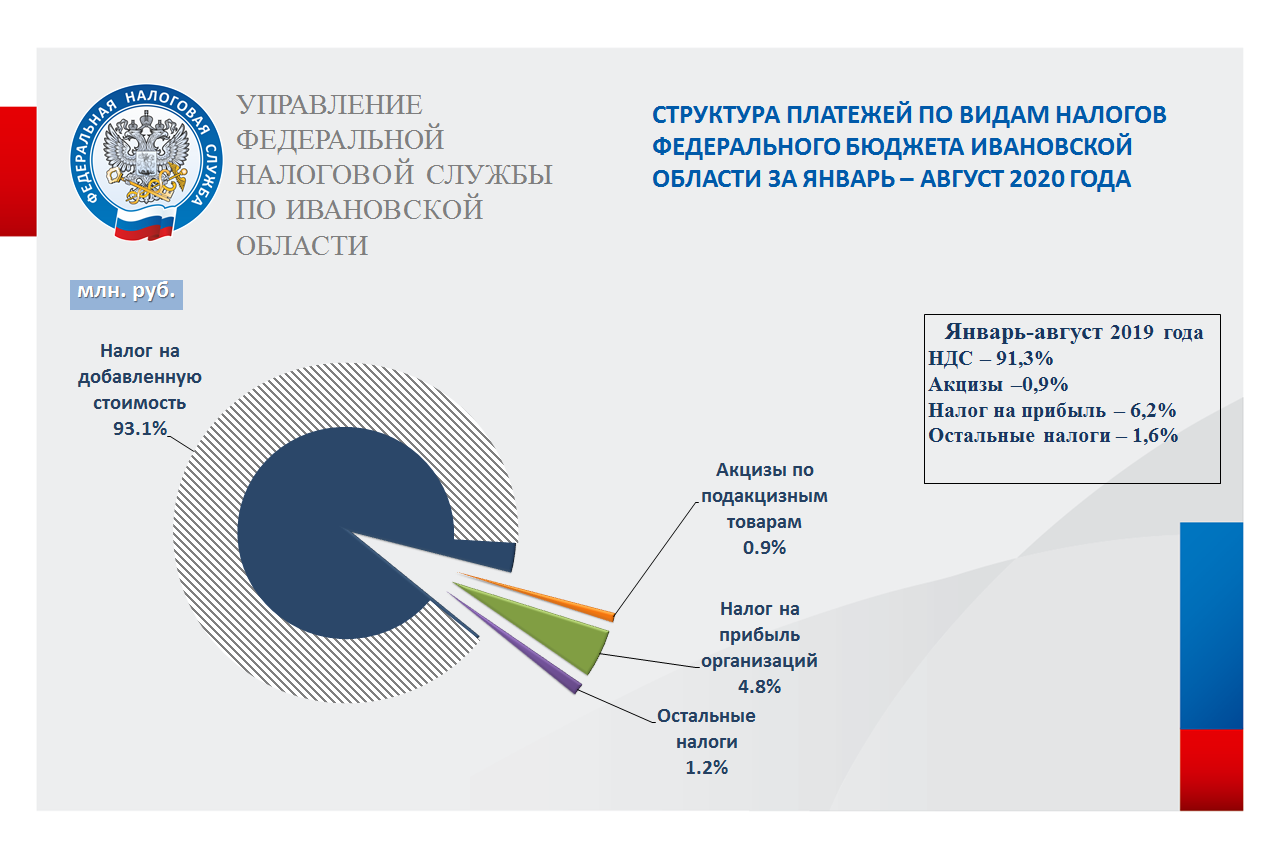 ФЕДЕРАЛЬНАЯ НАЛОГОВАЯ СЛУЖБА
УПРАВЛЕНИЕ
ФЕДЕРАЛЬНОЙ
НАЛОГОВОЙ СЛУЖБЫ
ПО ИВАНОВСКОЙ
ОБЛАСТИ
СТРУКТУРА ПЛАТЕЖЕЙ ПО ВИДАМ НАЛОГОВ
ФЕДЕРАЛЬНОГО БЮДЖЕТА ИВАНОВСКОЙ
ОБЛАСТИ ЗА ЯНВАРЬ – АВГУСТ 2020 ГОДА
млн. руб.
Январь-август 2019 года
НДС – 91,3%
Акцизы –0,9%
Налог на прибыль – 6,2%
Остальные налоги – 1,6%
Налог на
добавленную
стоимость
93.1%
Акцизы по
подакцизным
товарам
0.9%
Налог на
прибыль
организаций
4.8%
Остальные
налоги
1.2%